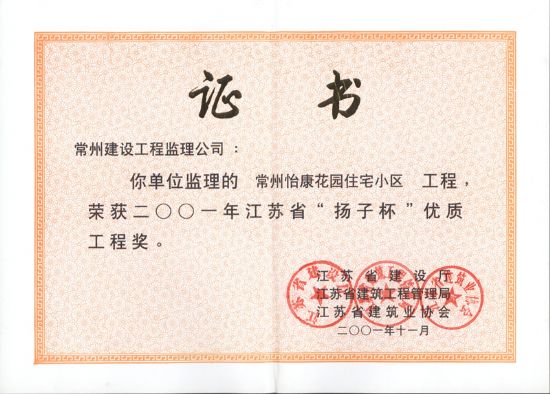 证 书
常州建设工程监理公司：
你单位监理的 常州怡康花园住宅小区 工程，
荣获二〇〇一年江苏省“扬子杯”优质
工程奖。
江苏省建设厅
江苏省建筑工程管理局
江苏省建筑业协会
二〇〇一年十一月